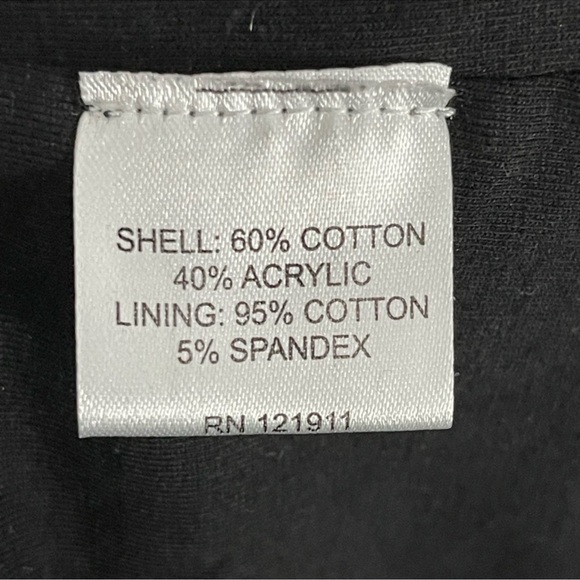 SHELL: 60% COTTON
40% ACRYLIC
LINING: 95% COTTON
5% SPANDEX
RN 121911